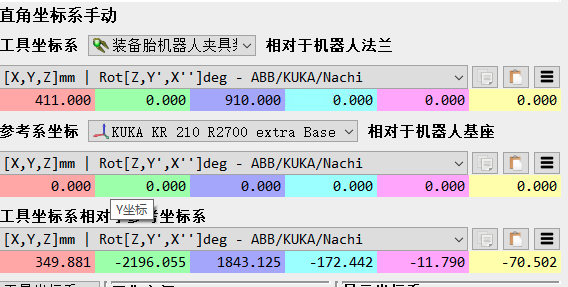 直角坐标系手动
工具坐标系 装备胎机器人夹具 相对于机器人法兰
[X,Y,Z]mm | Rot[Z,Y',X'']deg - ABB/KUKA/Nachi
411.000 0.000 910.000 0.000 0.000 0.000
参考系坐标 KUKA KR 210 R2700 extra Base 相对于机器人基座
[X,Y,Z]mm | Rot[Z,Y',X'']deg - ABB/KUKA/Nachi
0.000 0.000 0.000 0.000 0.000 0.000
Y坐标
工具坐标系相对于参考坐标系
[X,Y,Z]mm | Rot[Z,Y',X'']deg - ABB/KUKA/Nachi
349.881 -2196.055 1843.125 -172.442 -11.790 -70.502